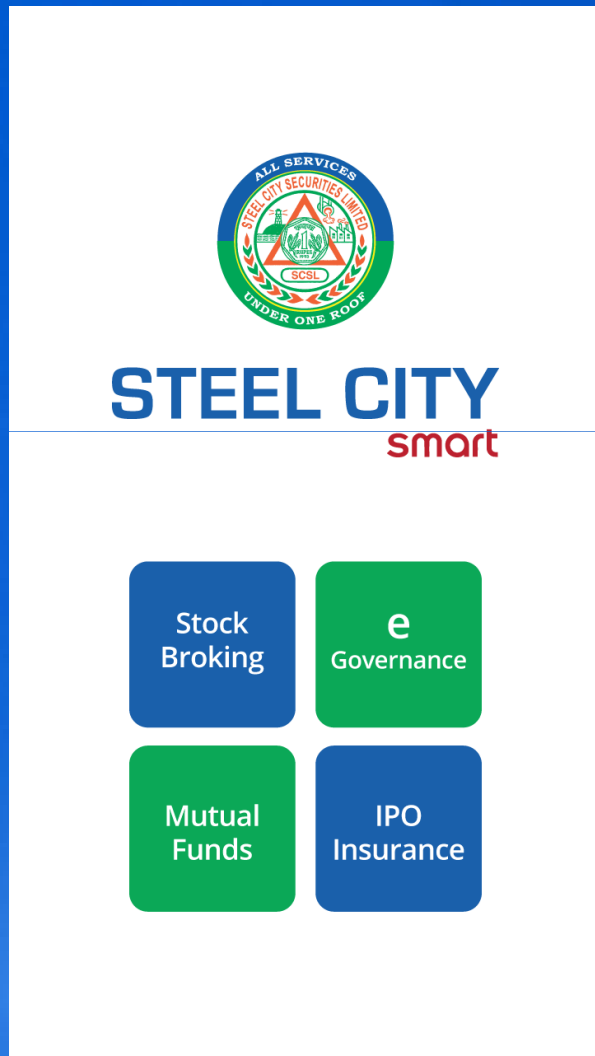 ALL SERVICES
STEEL CITY SECURITIES LIMITED
SCSL
UNDER ONE ROOF
STEEL CITY
smart
Stock
Broking
e
Governance
Mutual
Funds
IPO
Insurance